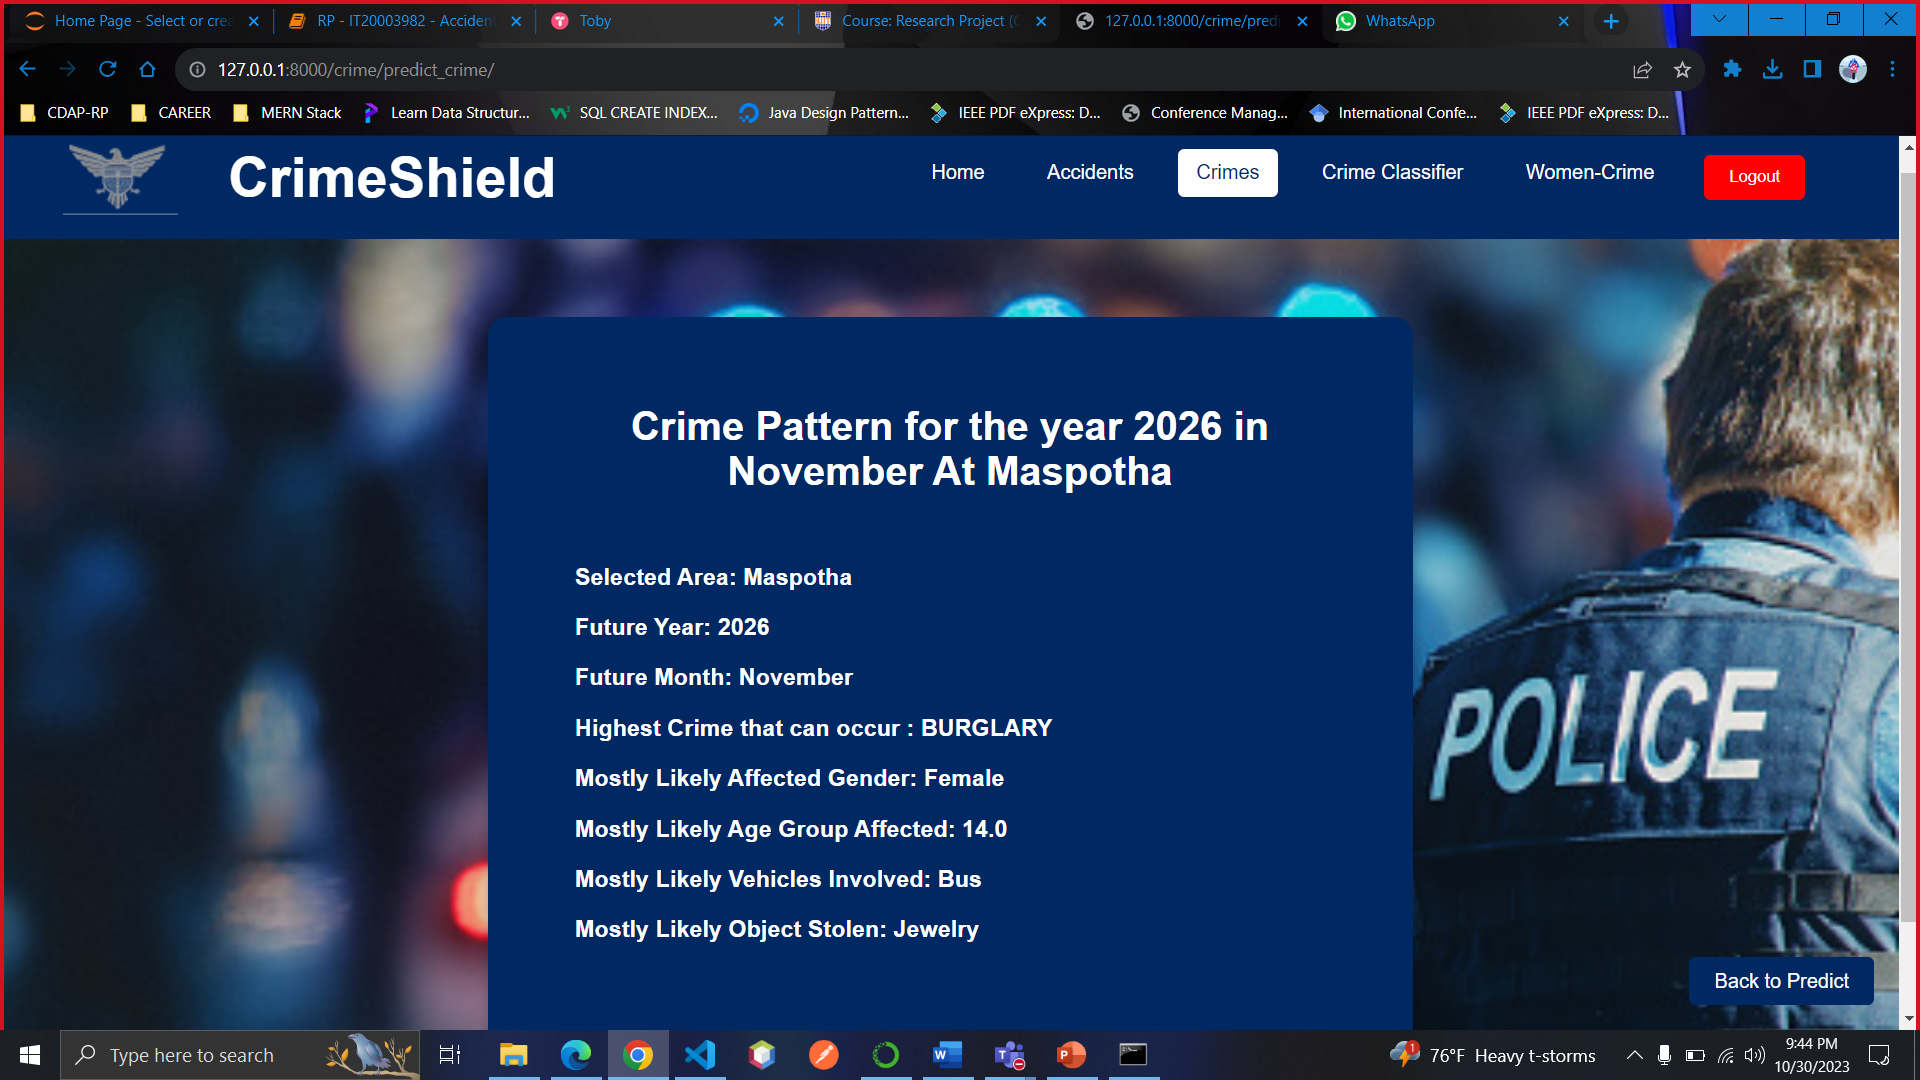 Home Page - Select or crea
RP - IT20003982 - Acciden
Toby
Course: Research Project (C
127.0.0.1:8000/crime/predi
WhatsApp
127.0.0.1:8000/crime/predict_crime/
CDAP-RP
CAREER
MERN Stack
Learn Data Structur...
SQL CREATE INDEX...
Java Design Pattern...
IEEE PDF eXpress: D...
Conference Manag...
International Confe...
IEEE PDF eXpress: D...
CrimeShield
Home
Accidents
Crimes
Crime Classifier
Women-Crime
Logout
Crime Pattern for the year 2026 in
November At Maspotha
Selected Area: Maspotha
Future Year: 2026
Future Month: November
Highest Crime that can occur : BURGLARY
Mostly Likely Affected Gender: Female
Mostly Likely Age Group Affected: 14.0
Mostly Likely Vehicles Involved: Bus
Mostly Likely Object Stolen: Jewelry
POLICE
Back to Predict
Type here to search
1
76°F Heavy t-storms
9:44 PM
10/30/2023